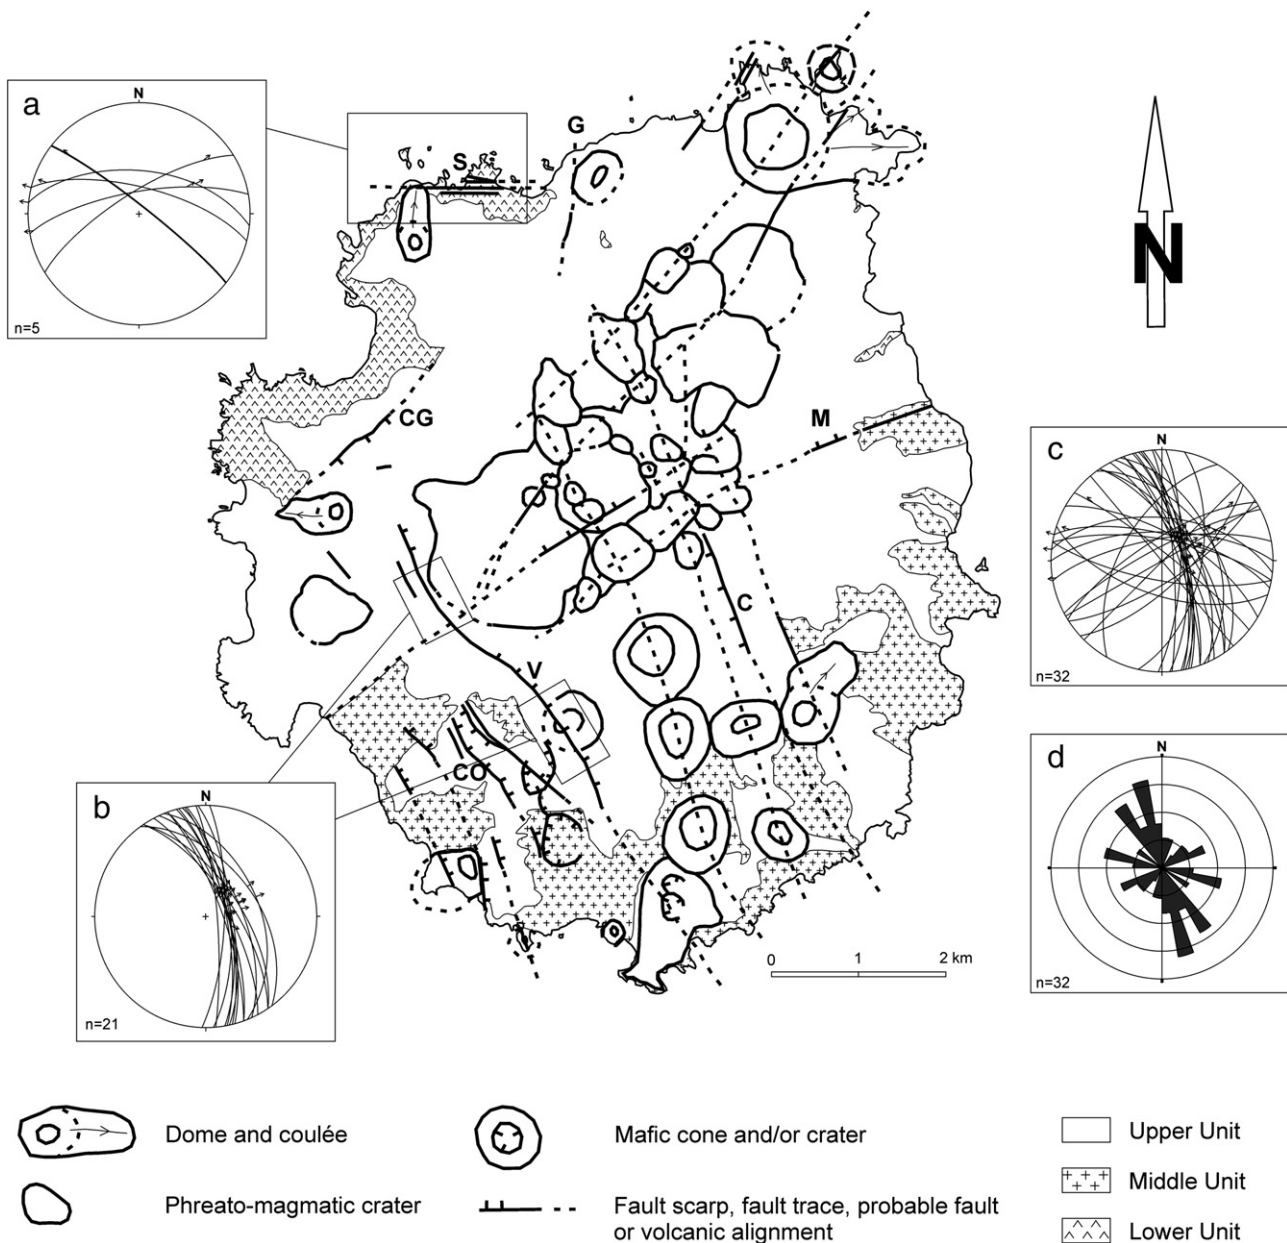 a
N
n=5
S
G
N
CG
M
c
N
n=32
C
V
CO
b
N
n=21
d
N
n=32
0 1 2 km
Dome and coulée
Mafic cone and/or crater
Upper Unit
Phreato-magmatic crater
Fault scarp, fault trace, probable fault
or volcanic alignment
Middle Unit
Lower Unit